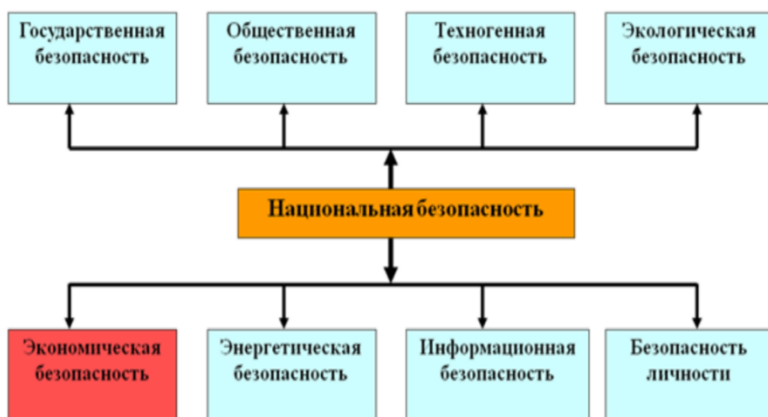 Государственная
безопасность
Общественная
безопасность
Техногенная
безопасность
Экологическая
безопасность
Национальная безопасность
Экономическая
безопасность
Энергетическая
безопасность
Информационная
безопасность
Безопасность
личности